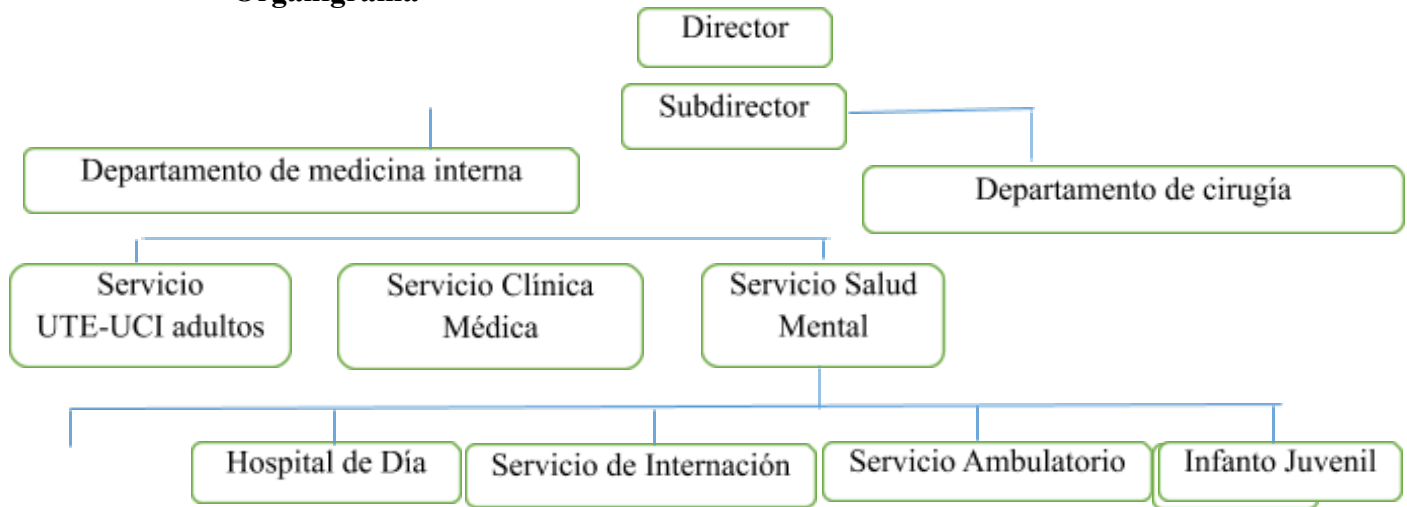 Organigrama
Director
Subdirector
Departamento de medicina interna
Departamento de cirugía
Servicio
UTE-UCI adultos
Servicio Clínica
Médica
Servicio Salud
Mental
Hospital de Día
Servicio de Internación
Servicio Ambulatorio
Infanto Juvenil